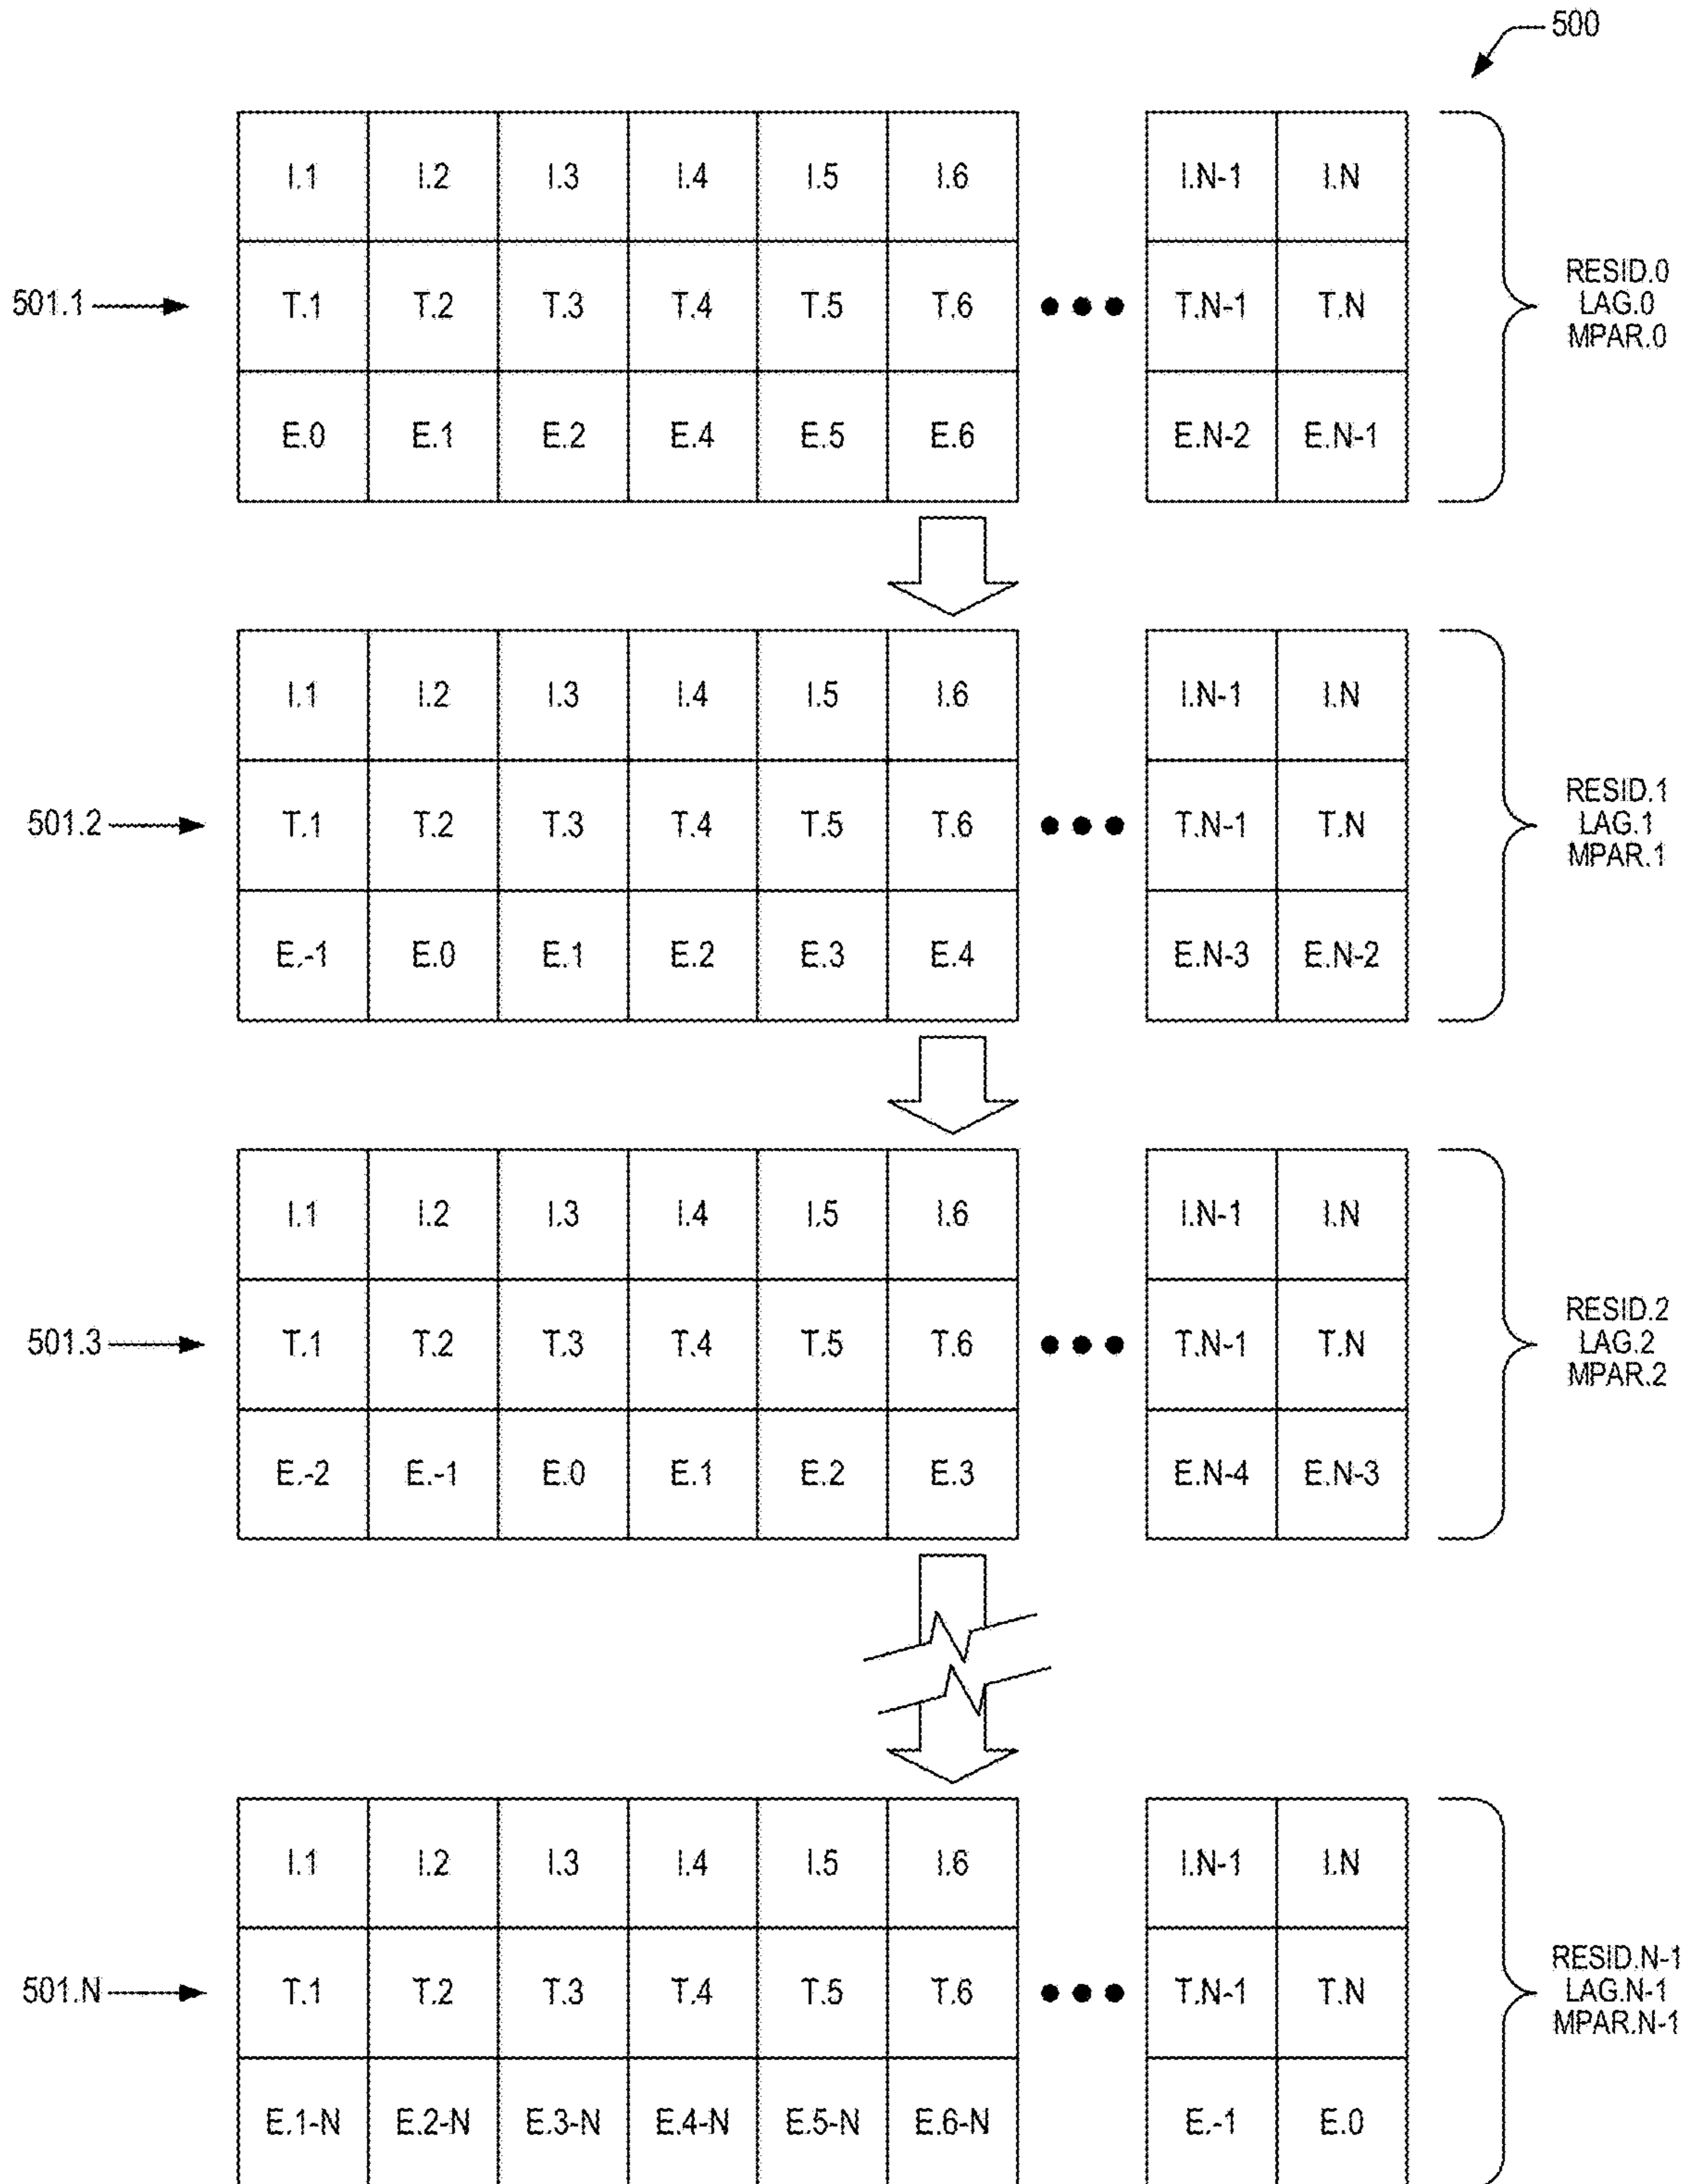 500
I.1 I.2 I.3 I.4 I.5 I.6 I.N-1 I.N
501.1 T.1 T.2 T.3 T.4 T.5 T.6 ●●● T.N-1 T.N
RESID.0
LAG.0
MPAR.0
E.0 E.1 E.2 E.4 E.5 E.6 E.N-2 E.N-1
I.1 I.2 I.3 I.4 I.5 I.6 I.N-1 I.N
501.2 T.1 T.2 T.3 T.4 T.5 T.6 ●●● T.N-1 T.N
RESID.1
LAG.1
MPAR.1
E.-1 E.0 E.1 E.2 E.3 E.4 E.N-3 E.N-2
I.1 I.2 I.3 I.4 I.5 I.6 I.N-1 I.N
501.3 T.1 T.2 T.3 T.4 T.5 T.6 ●●● T.N-1 T.N
RESID.2
LAG.2
MPAR.2
E.-2 E.-1 E.0 E.1 E.2 E.3 E.N-4 E.N-3
I.1 I.2 I.3 I.4 I.5 I.6 I.N-1 I.N
501.N T.1 T.2 T.3 T.4 T.5 T.6 ●●● T.N-1 T.N
RESID.N-1
LAG.N-1
MPAR.N-1
E.1-N E.2-N E.3-N E.4-N E.5-N E.6-N E.-1 E.0